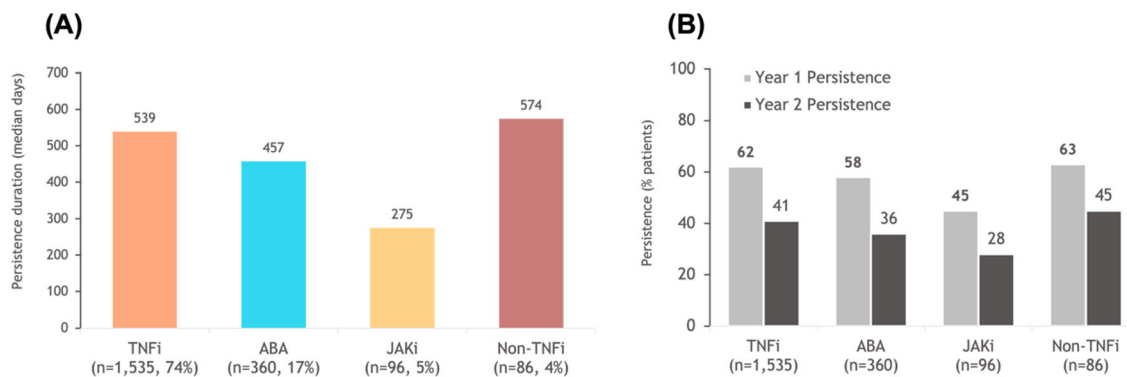 (A)
Persistence duration (median days)
700
600
500
400
300
200
100
0
539
457
275
574
TNFi
(n=1,535, 74%)
ABA
(n=360, 17%)
JAKi
(n=96, 5%)
Non-TNFi
(n=86, 4%)
(B)
Persistence (% patients)
100
80
60
40
20
0
Year 1 Persistence
Year 2 Persistence
62
41
58
36
45
28
63
45
TNFi
(n=1,535)
ABA
(n=360)
JAKi
(n=96)
Non-TNFi
(n=86)